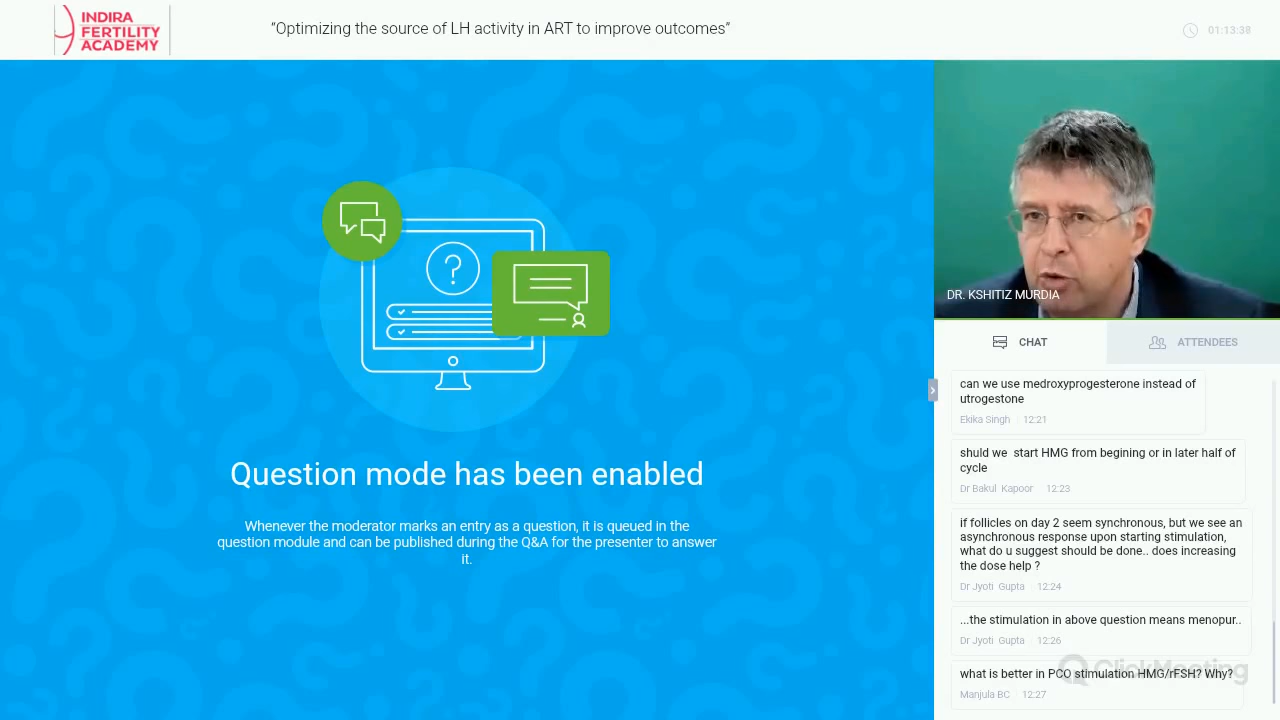 INDIRA
FERTILITY
ACADEMY
“Optimizing the source of LH activity in ART to improve outcomes”
01:13:38
DR. KSHITIZ MURDIA
CHAT
ATTENDEES
Question mode has been enabled
Whenever the moderator marks an entry as a question, it is queued in the
question module and can be published during the Q&A for the presenter to answer
it.
can we use medroxyprogesterone instead of
utrogestone
Ekika Singh 12:21
shuld we start HMG from begining or in later half of
cycle
Dr Bakul Kapoor 12:23
if follicles on day 2 seem synchronous, but we see an
asynchronous response upon starting stimulation,
what do u suggest should be done.. does increasing
the dose help ?
Dr Jyoti Gupta 12:24
...the stimulation in above question means menopur..
Dr Jyoti Gupta 12:26
what is better in PCO stimulation HMG/rFSH? Why?
Manjula BC 12:27
ClickMeeting